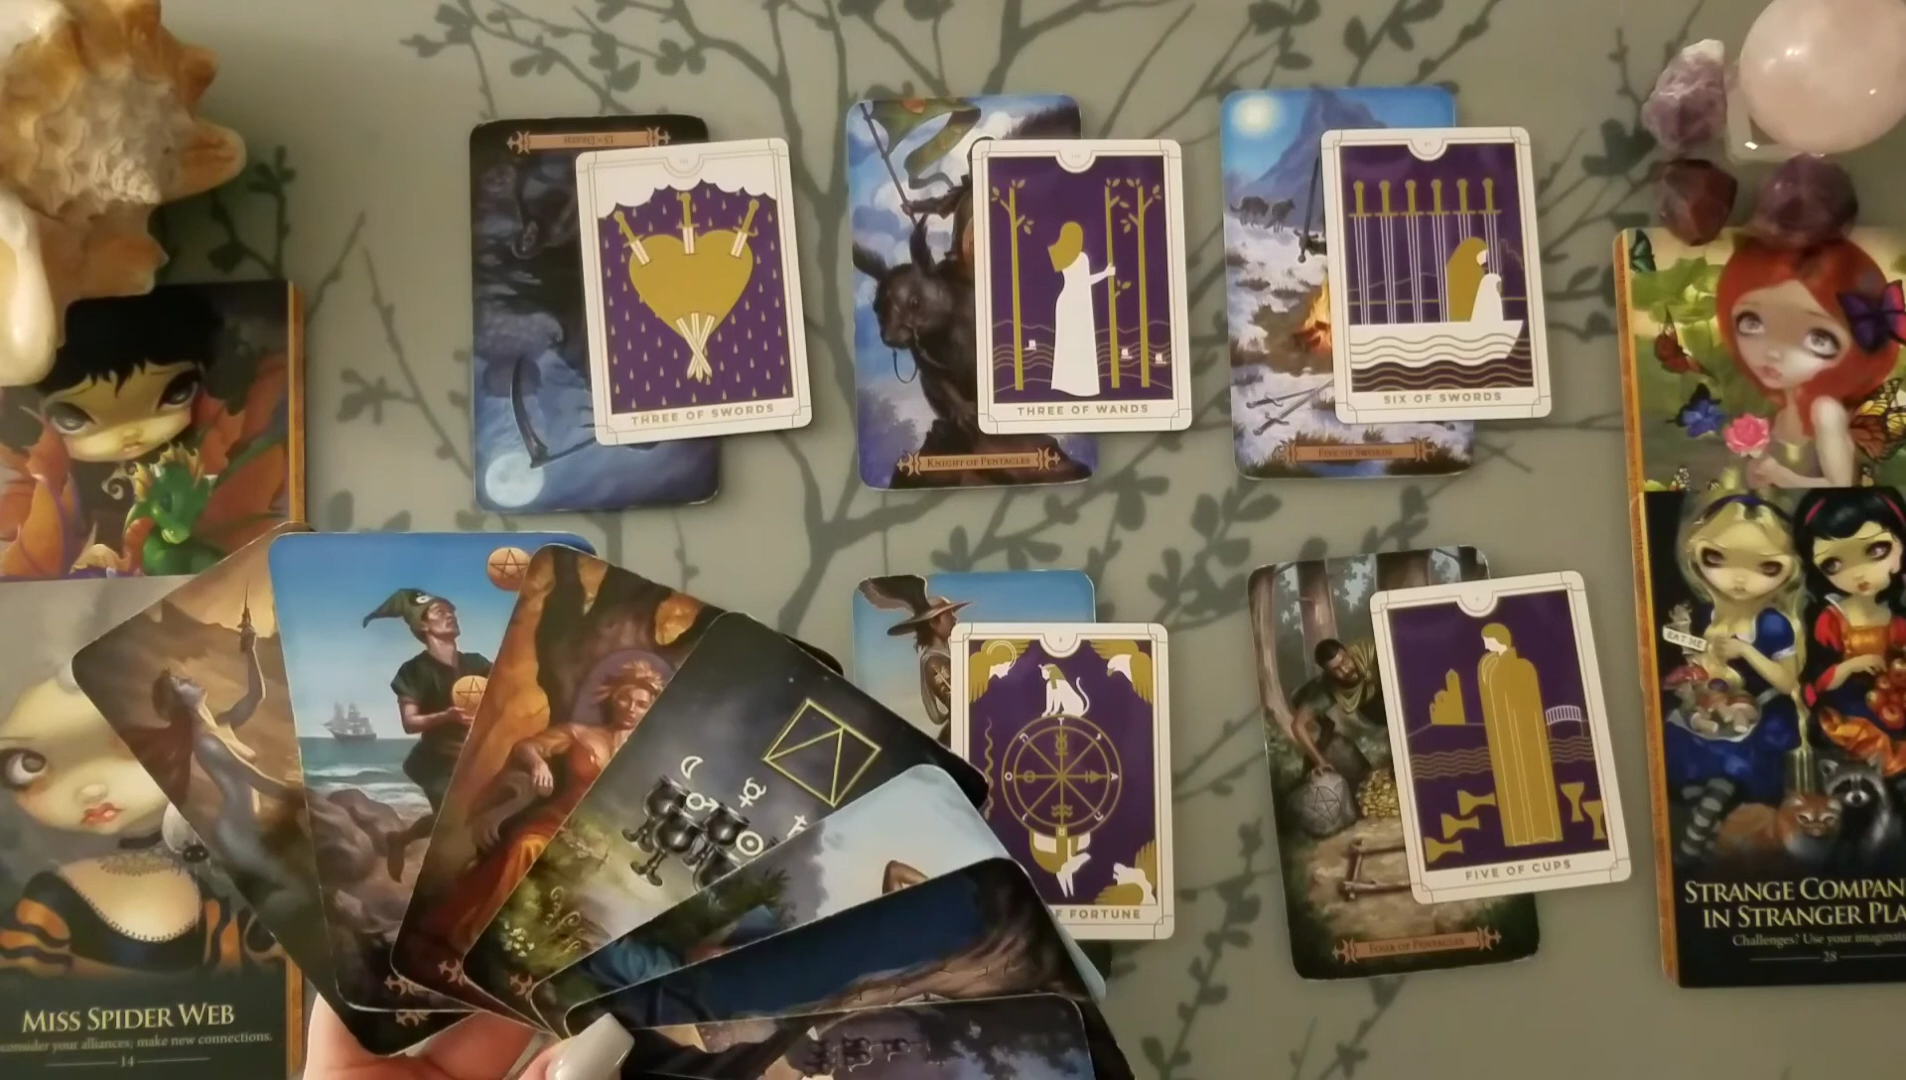 THREE OF SWORDS
KNIGHT OF PENTACLES
THREE OF WANDS
FIVE OF SWORDS
SIX OF SWORDS
EAT ME
F FORTUNE
FOUR OF PENTACLES
FIVE OF CUPS
MISS SPIDER WEB
consider your alliances; make new connections.
14
STRANGE COMPAN
IN STRANGER PLA
Challenges? Use your imaginat
28